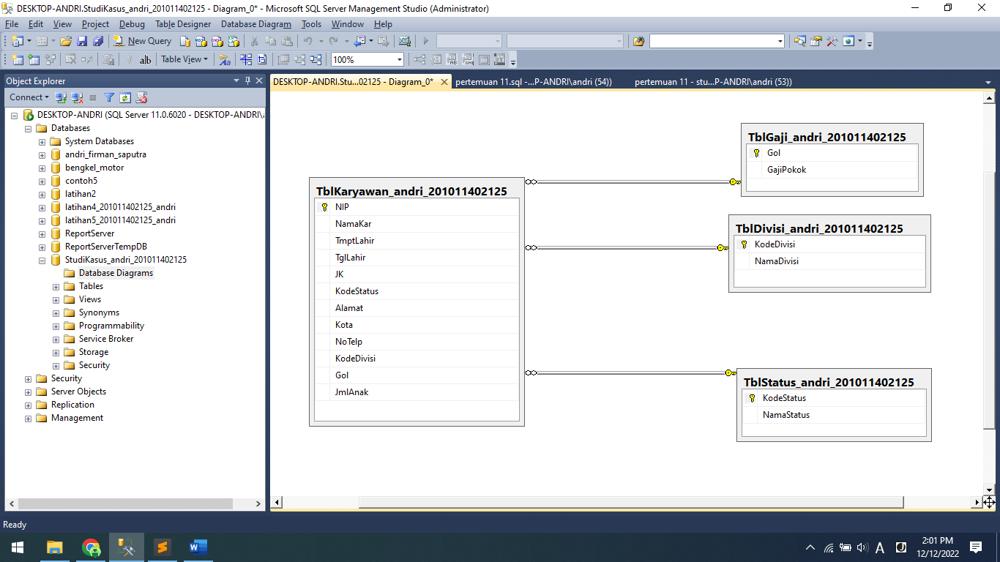 DESKTOP-ANDRI.StudiKasus_andri_201011402125 - Diagram_0* - Microsoft SQL Server Management Studio (Administrator)
File Edit View Project Debug Table Designer Database Diagram Tools Window Help
New Query
ab Table View 100%
Object Explorer
DESKTOP-ANDRI.Stu...02125 - Diagram_0* pertemuan 11.sql -...P-ANDRI\andri (54)) pertemuan 11 - stu...P-ANDRI\andri (53))
Connect
DESKTOP-ANDRI (SQL Server 11.0.6020 - DESKTOP-ANDRI\
Databases
System Databases
andri_firman_saputra
bengkel_motor
contoh5
latihan2
latihan4_201011402125_andri
latihan5_201011402125_andri
ReportServer
ReportServerTempDB
StudiKasus_andri_201011402125
Database Diagrams
Tables
Views
Synonyms
Programmability
Service Broker
Storage
Security
Security
Server Objects
Replication
Management
TblKaryawan_andri_201011402125
NIP
NamaKar
TmptLahir
TglLahir
JK
KodeStatus
Alamat
Kota
NoTelp
KodeDivisi
Gol
JmlAnak
TblGaji_andri_201011402125
Gol
GajiPokok
TblDivisi_andri_201011402125
KodeDivisi
NamaDivisi
TblStatus_andri_201011402125
KodeStatus
NamaStatus
Ready
A
2:01 PM
12/12/2022